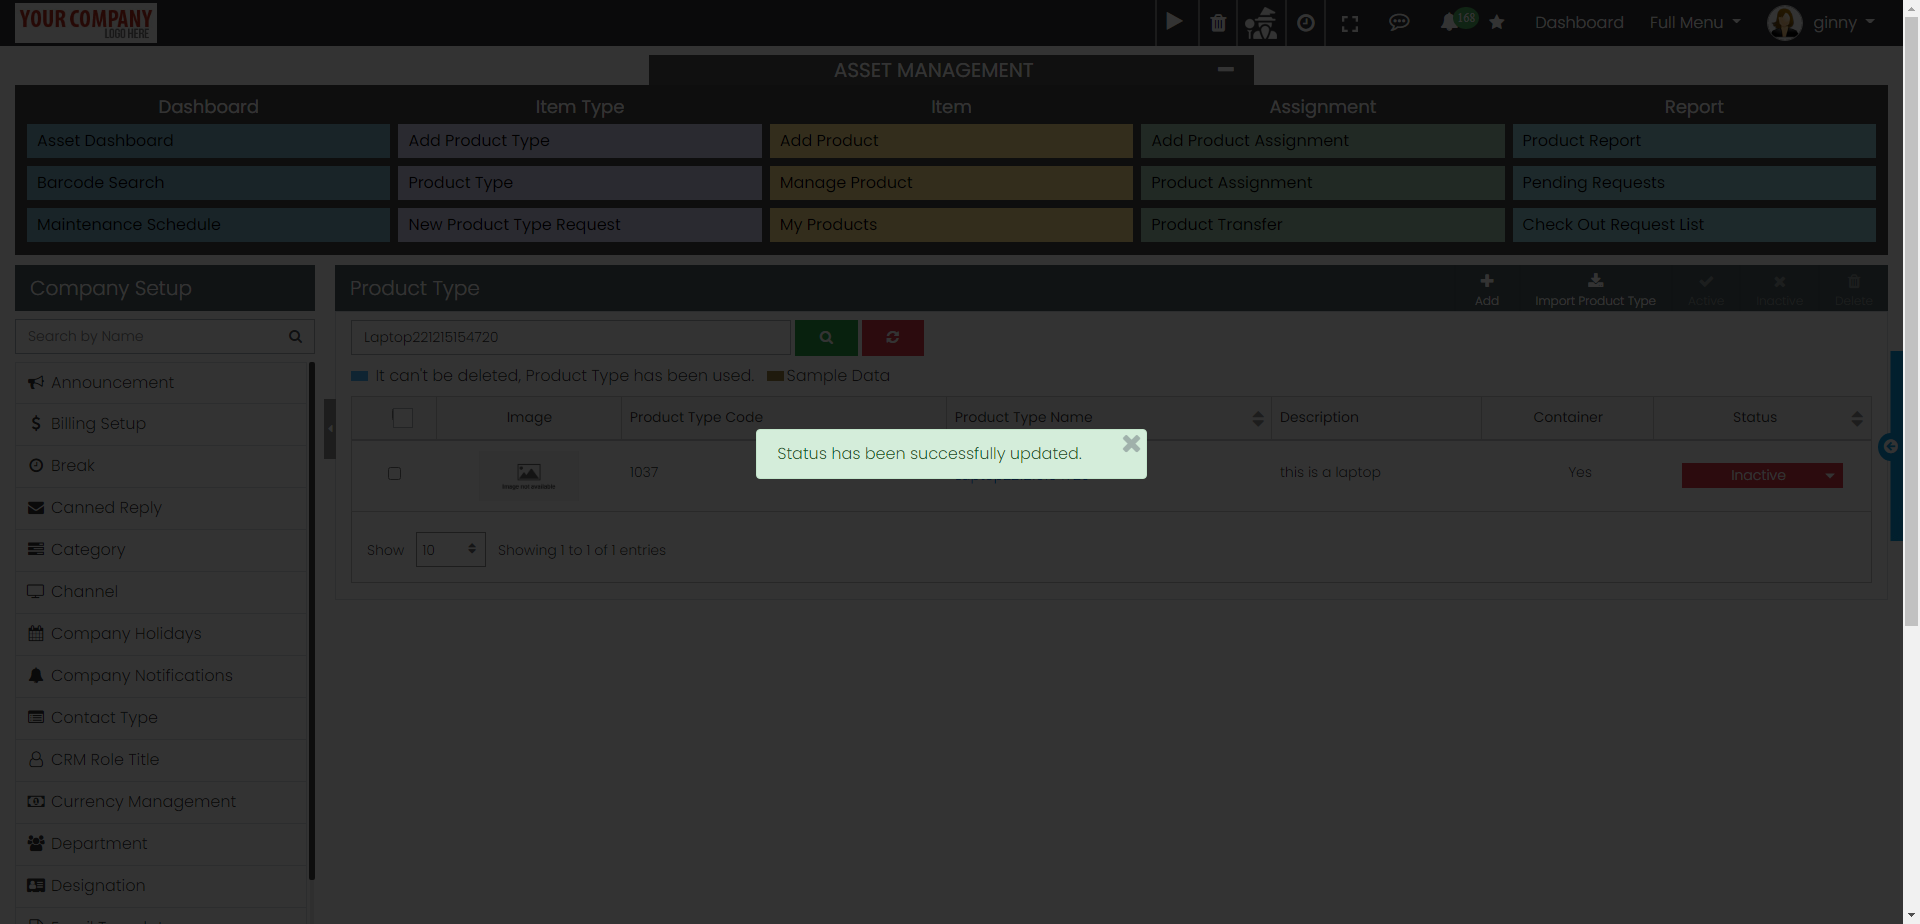 YOUR COMPANY
LOGO HERE
168
Dashboard
Full Menu
ginny
ASSET MANAGEMENT
Dashboard
Item Type
Item
Assignment
Report
Asset Dashboard
Add Product Type
Add Product
Add Product Assignment
Product Report
Barcode Search
Product Type
Manage Product
Product Assignment
Pending Requests
Maintenance Schedule
New Product Type Request
My Products
Product Transfer
Check Out Request List
Company Setup
Product Type
Add
Import Product Type
Active
Inactive
Delete
Search by Name
Laptop221215154720
It can't be deleted, Product Type has been used.
Sample Data
Announcement
Billing Setup
Break
Canned Reply
Category
Channel
Company Holidays
Company Notifications
Contact Type
CRM Role Title
Currency Management
Department
Designation
Image
Product Type Code
Product Type Name
Description
Container
Status
Status has been successfully updated.
Image not available
1037
this is a laptop
Yes
Inactive
Show
10
Showing 1 to 1 of 1 entries